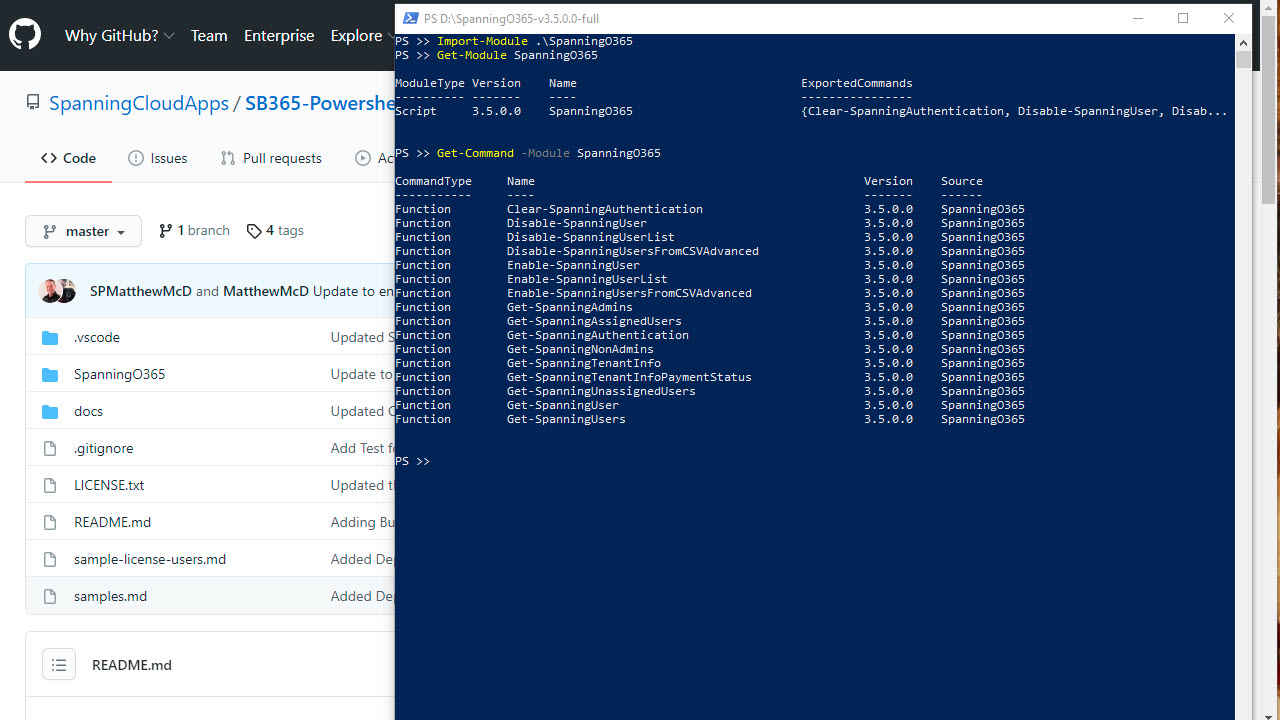 Why GitHub? Team Enterprise Explore
SpanningCloudApps / SB365-Powershe
Code Issues Pull requests Ac
master 1 branch 4 tags
SPMatthewMcD and MatthewMcD Update to en
.vscode Updated S
SpanningO365 Update to
docs Updated C
.gitignore Add Test fo
LICENSE.txt Updated th
README.md Adding Bu
sample-license-users.md Added Dep
samples.md Added Dep
README.md
PS D:\SpanningO365-v3.5.0.0-full
PS >> Import-Module .\SpanningO365
PS >> Get-Module SpanningO365
ModuleType Version Name ExportedCommands
---------- ------- ---- ----------------
Script 3.5.0.0 SpanningO365 {Clear-SpanningAuthentication, Disable-SpanningUser, Disab...
PS >> Get-Command -Module SpanningO365
CommandType Name Version Source
----------- ---- ------- ------
Function Clear-SpanningAuthentication 3.5.0.0 SpanningO365
Function Disable-SpanningUser 3.5.0.0 SpanningO365
Function Disable-SpanningUserList 3.5.0.0 SpanningO365
Function Disable-SpanningUsersFromCSVAdvanced 3.5.0.0 SpanningO365
Function Enable-SpanningUser 3.5.0.0 SpanningO365
Function Enable-SpanningUserList 3.5.0.0 SpanningO365
Function Enable-SpanningUsersFromCSVAdvanced 3.5.0.0 SpanningO365
Function Get-SpanningAdmins 3.5.0.0 SpanningO365
Function Get-SpanningAssignedUsers 3.5.0.0 SpanningO365
Function Get-SpanningAuthentication 3.5.0.0 SpanningO365
Function Get-SpanningNonAdmins 3.5.0.0 SpanningO365
Function Get-SpanningTenantInfo 3.5.0.0 SpanningO365
Function Get-SpanningTenantInfoPaymentStatus 3.5.0.0 SpanningO365
Function Get-SpanningUnassignedUsers 3.5.0.0 SpanningO365
Function Get-SpanningUser 3.5.0.0 SpanningO365
Function Get-SpanningUsers 3.5.0.0 SpanningO365
PS >>